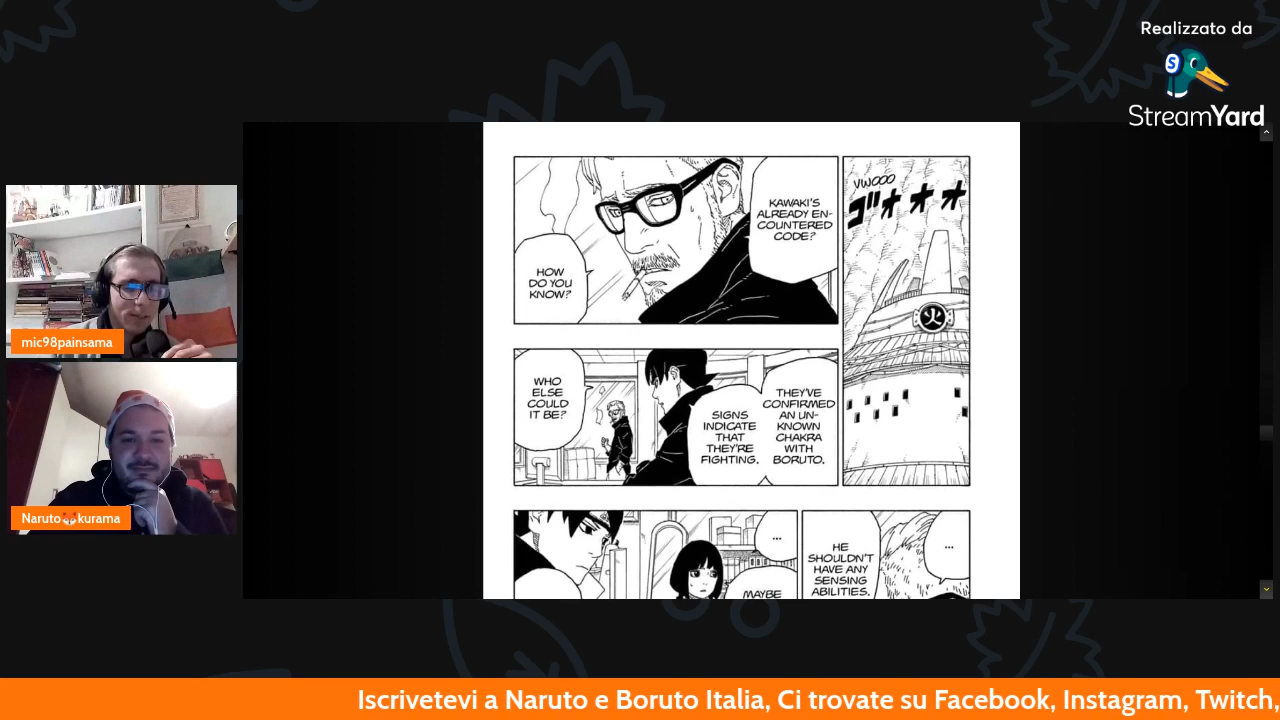 Realizzato da
S
StreamYard
mic98painsama
Naruto🦊kurama
VWOOO
ゴオオオ
火
KAWAKI'S
ALREADY EN-
COUNTERED
CODE?
HOW
DO YOU
KNOW?
THEY'VE
CONFIRMED
AN UN-
KNOWN
CHAKRA
WITH
BORUTO.
SIGNS
INDICATE
THAT
THEY'RE
FIGHTING.
WHO
ELSE
COULD
IT BE?
...
HE
SHOULDN'T
HAVE ANY
SENSING
ABILITIES.
...
MAYBE
Iscrivetevi a Naruto e Boruto Italia, Ci trovate su Facebook, Instagram, Twitch,